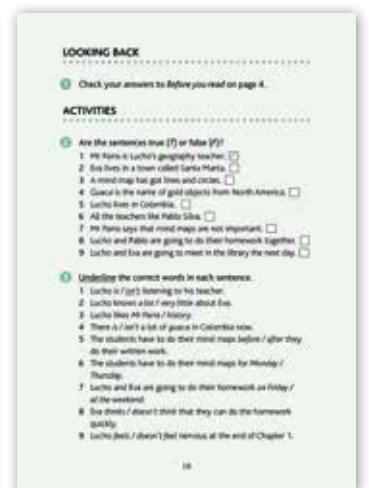 LOOKING BACK
1 Check your answers to Before you read on page 4.
ACTIVITIES
2 Are the sentences true (T) or false (F)?
1 Mr Parra is Lucho's geography teacher.
2 Eva lives in a town called Santa Marta.
3 A mind map has got lines and circles.
4 Guaca is the name of gold objects from North America.
5 Lucho lives in Colombia.
6 All the teachers like Pablo Silva.
7 Mr Parra says that mind maps are not important.
8 Lucho and Pablo are going to do their homework together.
9 Lucho and Eva are going to meet in the library the next day.
3 Underline the correct words in each sentence.
1 Lucho is / isn't listening to his teacher.
2 Lucho knows a lot / very little about Eva.
3 Lucho likes Mr Parra / history.
4 There is / isn't a lot of guaca in Colombia now.
5 The students have to do their mind maps before / after they
do their written work.
6 The students have to do their mind maps for Monday /
Thursday.
7 Lucho and Eva are going to do their homework on Friday /
at the weekend.
8 Eva thinks / doesn't think that they can do the homework
quickly.
9 Lucho feels / doesn't feel nervous at the end of Chapter 1.